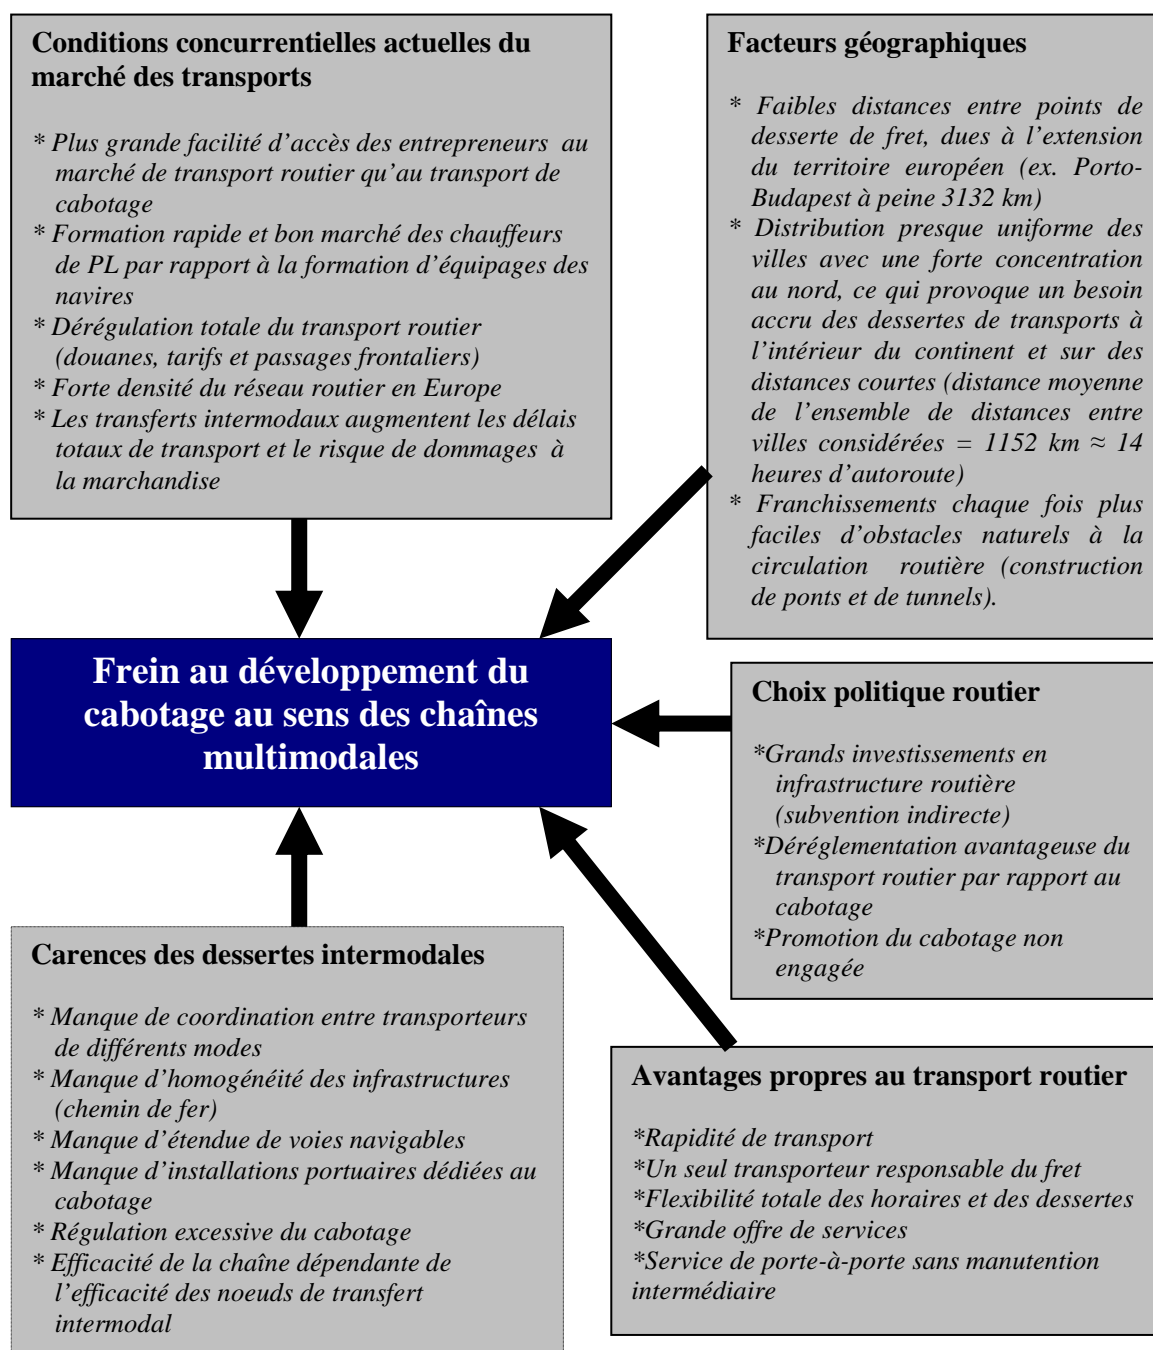 Conditions concurrentielles actuelles du
marché des transports
* Plus grande facilité d’accès des entrepreneurs au
marché de transport routier qu’au transport de
cabotage
* Formation rapide et bon marché des chauffeurs
de PL par rapport à la formation d’équipages des
navires
* Dérégulation totale du transport routier
(douanes, tarifs et passages frontaliers)
* Forte densité du réseau routier en Europe
* Les transferts intermodaux augmentent les délais
totaux de transport et le risque de dommages à
la marchandise
Facteurs géographiques
* Faibles distances entre points de
desserte de fret, dues à l’extension
du territoire européen (ex. Porto-
Budapest à peine 3132 km)
* Distribution presque uniforme des
villes avec une forte concentration
au nord, ce qui provoque un besoin
accru des dessertes de transports à
l’intérieur du continent et sur des
distances courtes (distance moyenne
de l’ensemble de distances entre
villes considérées = 1152 km ≈ 14
heures d’autoroute)
* Franchissements chaque fois plus
faciles d’obstacles naturels à la
circulation routière (construction
de ponts et de tunnels).
Frein au développement du
cabotage au sens des chaînes
multimodales
Choix politique routier
*Grands investissements en
infrastructure routière
(subvention indirecte)
*Déréglementation avantageuse du
transport routier par rapport au
cabotage
*Promotion du cabotage non
engagée
Carences des dessertes intermodales
* Manque de coordination entre transporteurs
de différents modes
* Manque d’homogénéité des infrastructures
(chemin de fer)
* Manque d’étendue de voies navigables
* Manque d’installations portuaires dédiées au
cabotage
* Régulation excessive du cabotage
* Efficacité de la chaîne dépendante de
l’efficacité des noeuds de transfert
intermodal
Avantages propres au transport routier
*Rapidité de transport
*Un seul transporteur responsable du fret
*Flexibilité totale des horaires et des dessertes
*Grande offre de services
*Service de porte-à-porte sans manutention
intermédiaire